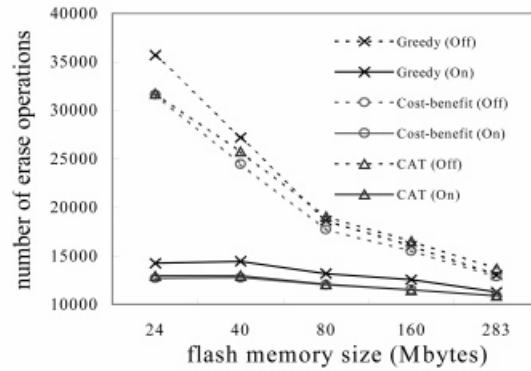 40000
35000
30000
25000
20000
15000
10000
number of erase operations
Greedy (Off)
Greedy (On)
Cost-benefit (Off)
Cost-benefit (On)
CAT (Off)
CAT (On)
24 40 80 160 283
flash memory size (Mbytes)